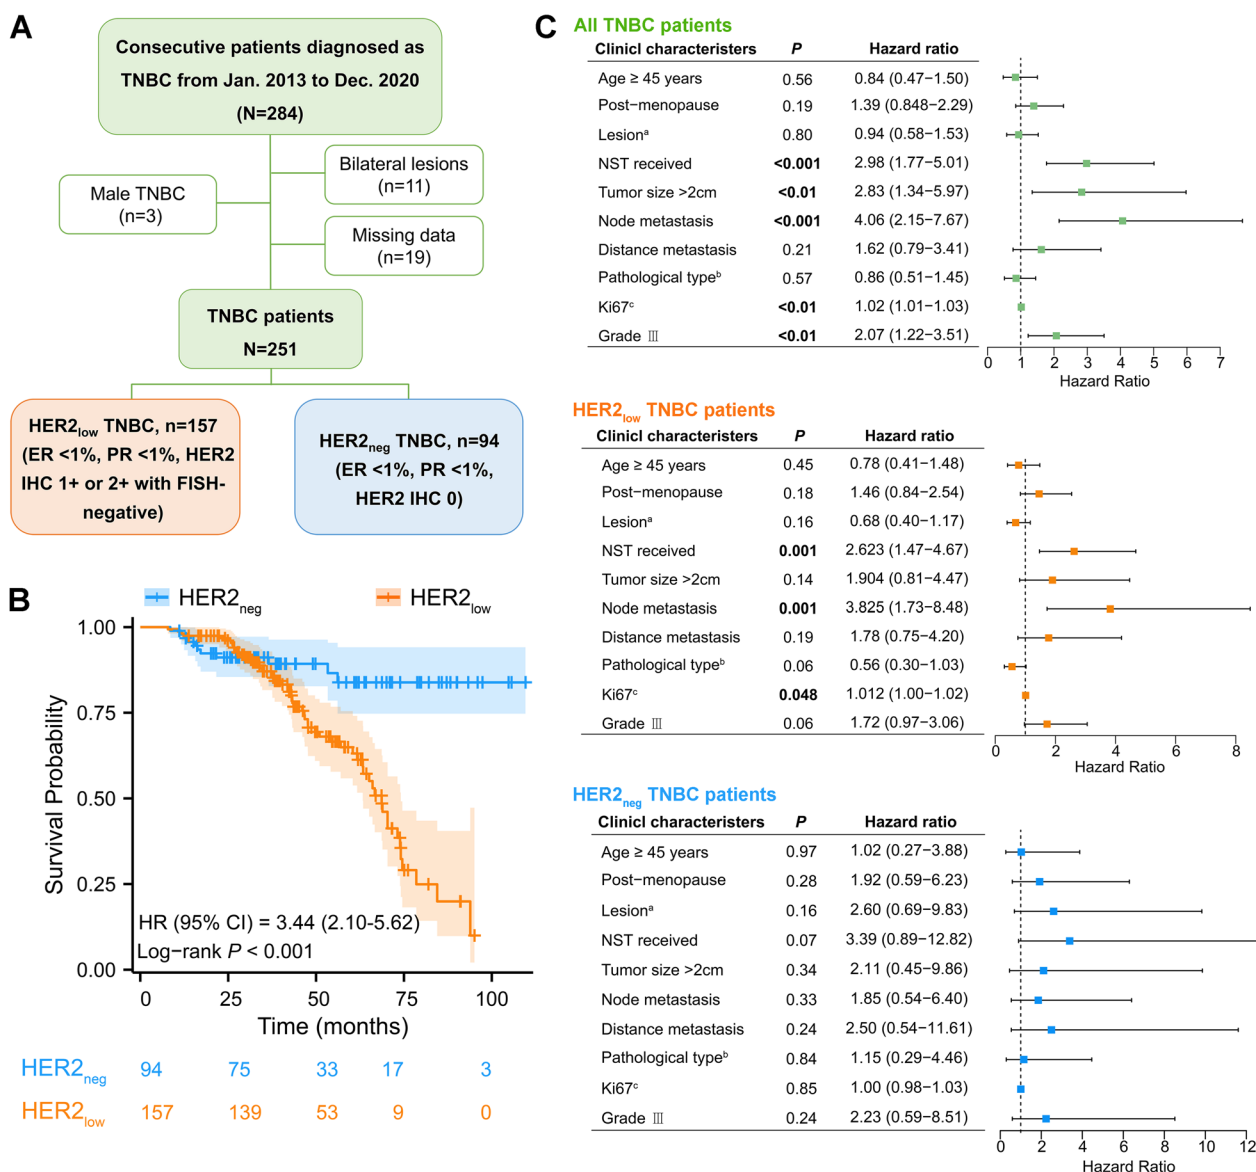 A
Consecutive patients diagnosed as
TNBC from Jan. 2013 to Dec. 2020
(N=284)
Bilateral lesions
(n=11)
Male TNBC
(n=3)
Missing data
(n=19)
TNBC patients
N=251
HER2low TNBC, n=157
(ER <1%, PR <1%, HER2
IHC 1+ or 2+ with FISH-
negative)
HER2neg TNBC, n=94
(ER <1%, PR <1%,
HER2 IHC 0)
B
HER2neg HER2low
Survival Probability
1.00
0.75
0.50
0.25
0.00
HR (95% CI) = 3.44 (2.10-5.62)
Log−rank P < 0.001
0 25 50 75 100
Time (months)
HER2neg 94 75 33 17 3
HER2low 157 139 53 9 0
C
All TNBC patients
Clinicl characteristers P Hazard ratio
Age ≥ 45 years 0.56 0.84 (0.47−1.50)
Post−menopause 0.19 1.39 (0.848−2.29)
Lesionᵃ 0.80 0.94 (0.58−1.53)
NST received <0.001 2.98 (1.77−5.01)
Tumor size >2cm <0.01 2.83 (1.34−5.97)
Node metastasis <0.001 4.06 (2.15−7.67)
Distance metastasis 0.21 1.62 (0.79−3.41)
Pathological typeᵇ 0.57 0.86 (0.51−1.45)
Ki67ᶜ <0.01 1.02 (1.01−1.03)
Grade Ⅲ <0.01 2.07 (1.22−3.51)
0 1 2 3 4 5 6 7
Hazard Ratio
HER2low TNBC patients
Clinicl characteristers P Hazard ratio
Age ≥ 45 years 0.45 0.78 (0.41−1.48)
Post−menopause 0.18 1.46 (0.84−2.54)
Lesionᵃ 0.16 0.68 (0.40−1.17)
NST received 0.001 2.623 (1.47−4.67)
Tumor size >2cm 0.14 1.904 (0.81−4.47)
Node metastasis 0.001 3.825 (1.73−8.48)
Distance metastasis 0.19 1.78 (0.75−4.20)
Pathological typeᵇ 0.06 0.56 (0.30−1.03)
Ki67ᶜ 0.048 1.012 (1.00−1.02)
Grade Ⅲ 0.06 1.72 (0.97−3.06)
0 2 4 6 8
Hazard Ratio
HER2neg TNBC patients
Clinicl characteristers P Hazard ratio
Age ≥ 45 years 0.97 1.02 (0.27−3.88)
Post−menopause 0.28 1.92 (0.59−6.23)
Lesionᵃ 0.16 2.60 (0.69−9.83)
NST received 0.07 3.39 (0.89−12.82)
Tumor size >2cm 0.34 2.11 (0.45−9.86)
Node metastasis 0.33 1.85 (0.54−6.40)
Distance metastasis 0.24 2.50 (0.54−11.61)
Pathological typeᵇ 0.84 1.15 (0.29−4.46)
Ki67ᶜ 0.85 1.00 (0.98−1.03)
Grade Ⅲ 0.24 2.23 (0.59−8.51)
0 2 4 6 8 10 12
Hazard Ratio